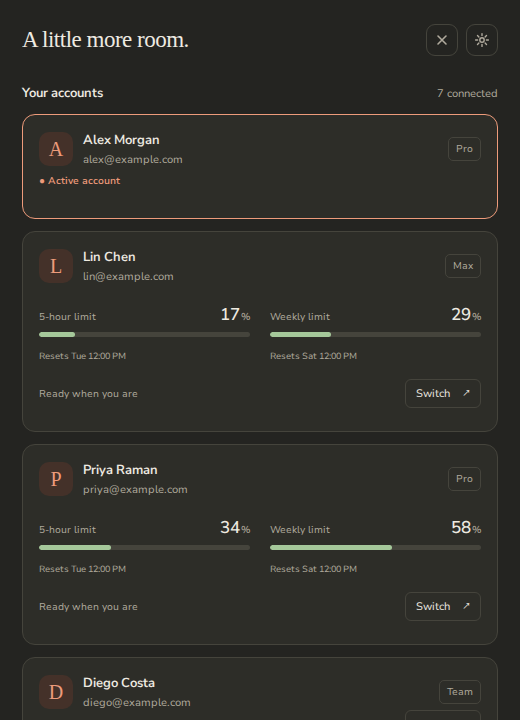 A little more room.
Your accounts
7 connected
A
Alex Morgan
alex@example.com
Pro
● Active account
L
Lin Chen
lin@example.com
Max
5-hour limit
17%
Weekly limit
29%
Resets Tue 12:00 PM
Resets Sat 12:00 PM
Ready when you are
Switch ↗
P
Priya Raman
priya@example.com
Pro
5-hour limit
34%
Weekly limit
58%
Resets Tue 12:00 PM
Resets Sat 12:00 PM
Ready when you are
Switch ↗
D
Diego Costa
diego@example.com
Team